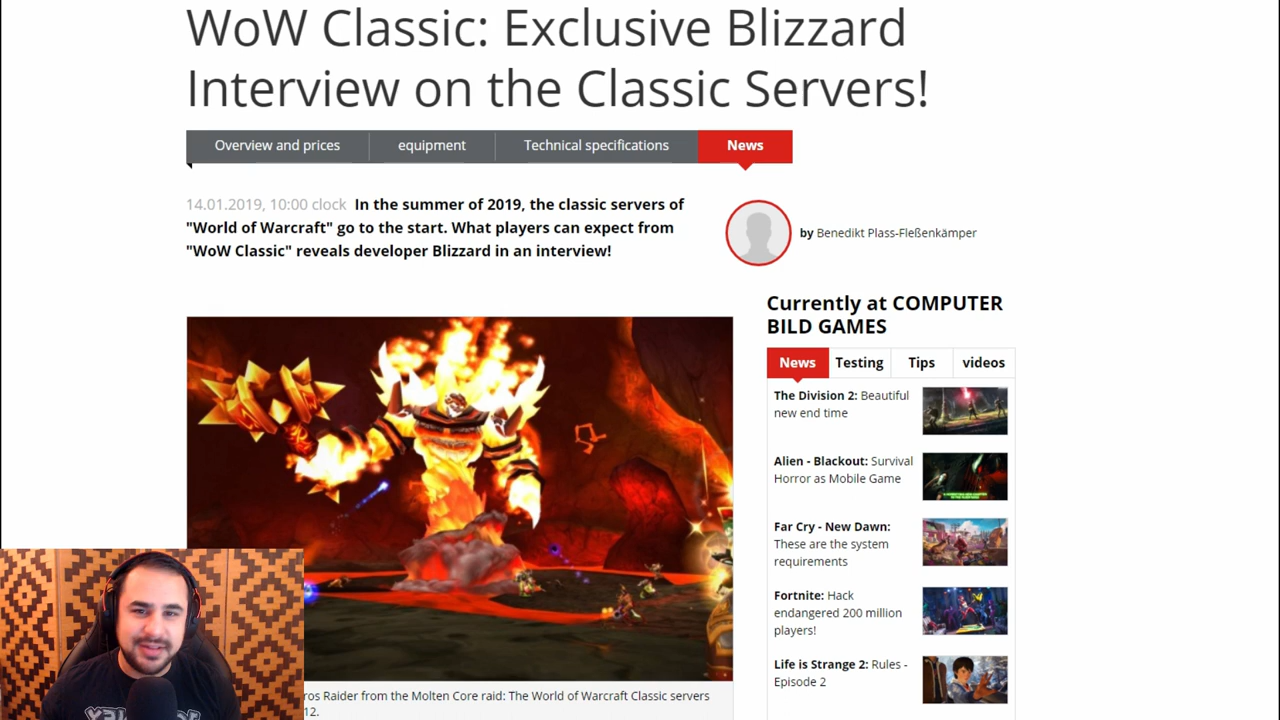 WoW Classic: Exclusive Blizzard
Interview on the Classic Servers!
Overview and prices
equipment
Technical specifications
News
14.01.2019, 10:00 clock In the summer of 2019, the classic servers of
"World of Warcraft" go to the start. What players can expect from
"WoW Classic" reveals developer Blizzard in an interview!
by Benedikt Plass-Fleßenkämper
Currently at COMPUTER
BILD GAMES
News
Testing
Tips
videos
The Division 2: Beautiful
new end time
Alien - Blackout: Survival
Horror as Mobile Game
Far Cry - New Dawn:
These are the system
requirements
Fortnite: Hack
endangered 200 million
players!
Life is Strange 2: Rules -
Episode 2
ros Raider from the Molten Core raid: The World of Warcraft Classic servers
12.